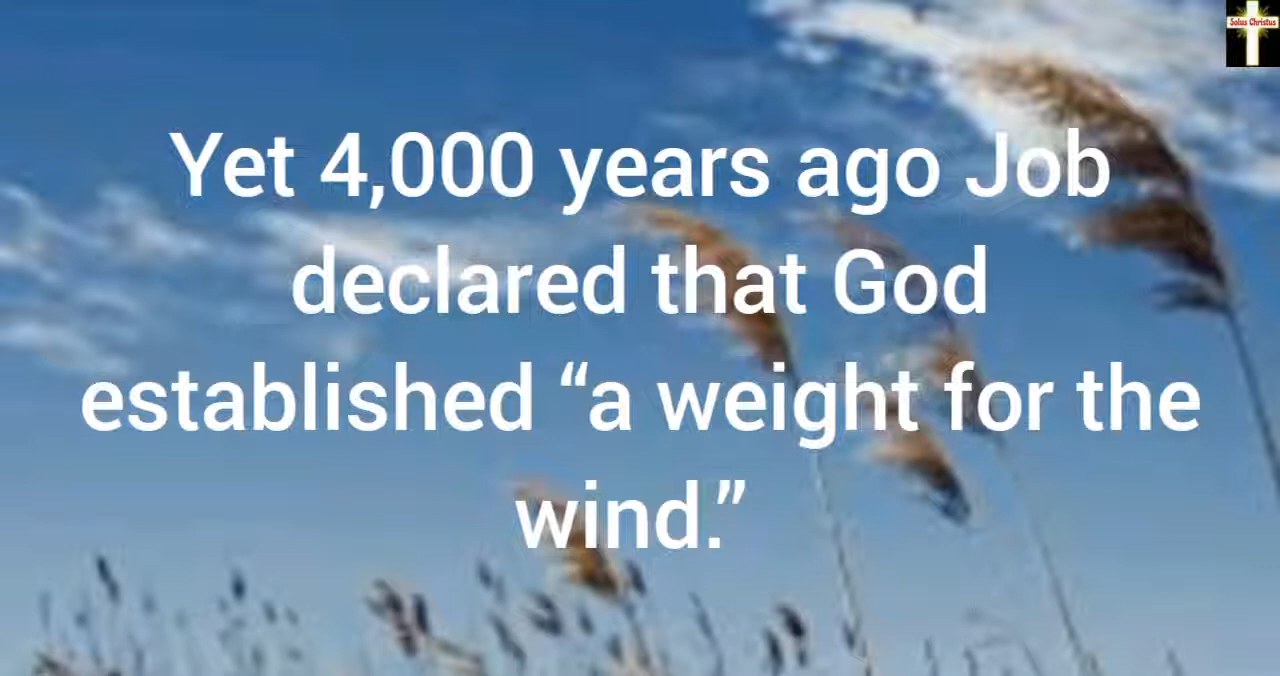 Solus Christus
Yet 4,000 years ago Job
declared that God
established “a weight for the
wind.”